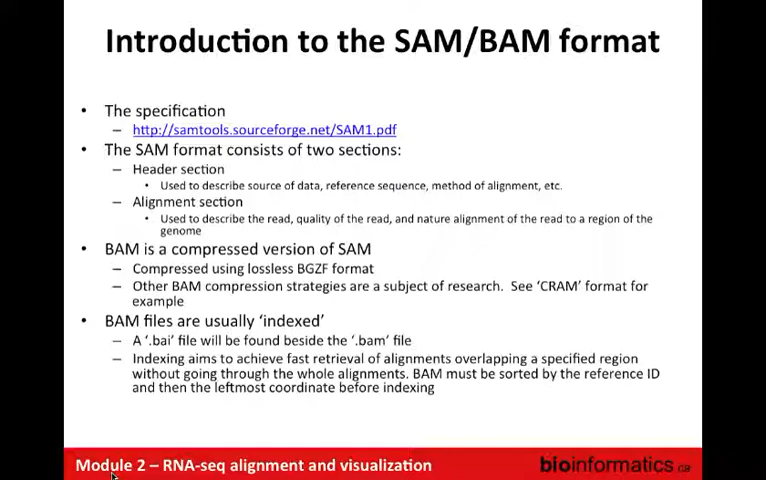 Introduction to the SAM/BAM format
• The specification
– http://samtools.sourceforge.net/SAM1.pdf
• The SAM format consists of two sections:
– Header section
• Used to describe source of data, reference sequence, method of alignment, etc.
– Alignment section
• Used to describe the read, quality of the read, and nature alignment of the read to a region of the
genome
• BAM is a compressed version of SAM
– Compressed using lossless BGZF format
– Other BAM compression strategies are a subject of research. See ‘CRAM’ format for
example
• BAM files are usually ‘indexed’
– A ‘.bai’ file will be found beside the ‘.bam’ file
– Indexing aims to achieve fast retrieval of alignments overlapping a specified region
without going through the whole alignments. BAM must be sorted by the reference ID
and then the leftmost coordinate before indexing
Module 2 – RNA-seq alignment and visualization
bioinformatics.ca